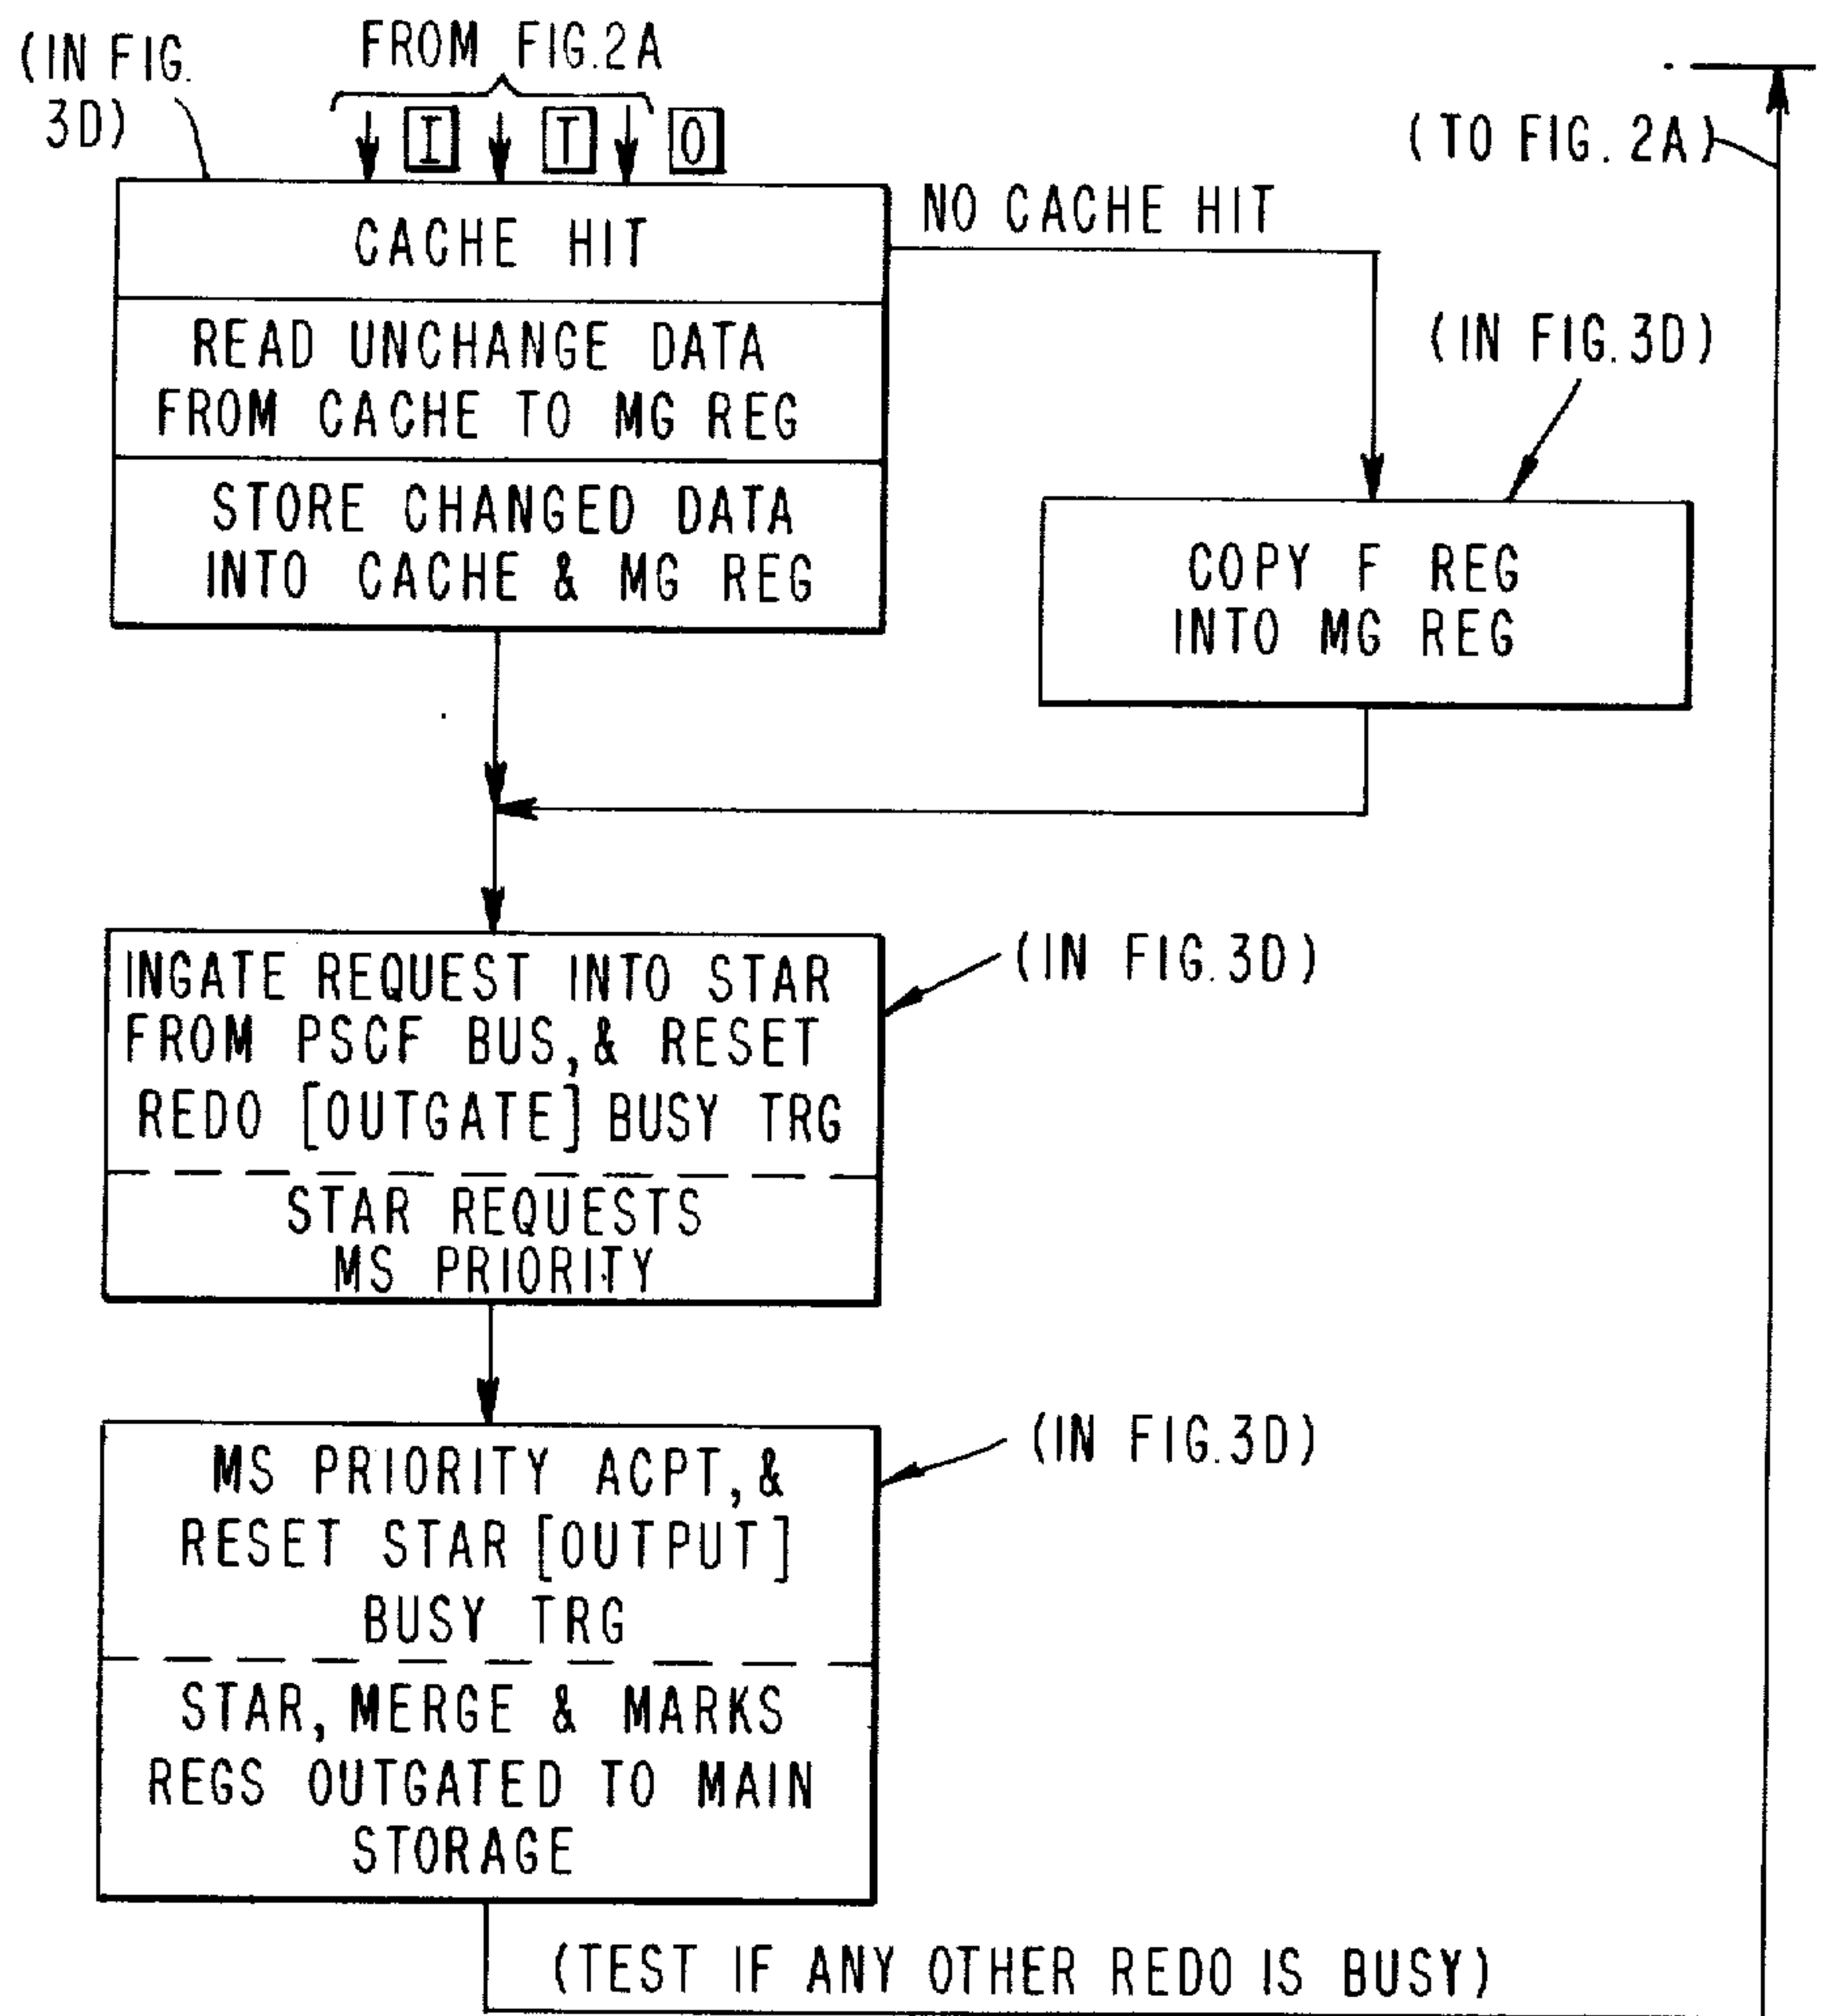 (IN FIG.
3D)
FROM FIG.2A
I T O
(TO FIG. 2A)
CACHE HIT
NO CACHE HIT
READ UNCHANGE DATA
FROM CACHE TO MG REG
(IN FIG.3D)
STORE CHANGED DATA
INTO CACHE & MG REG
COPY F REG
INTO MG REG
INGATE REQUEST INTO STAR
FROM PSCF BUS,& RESET
REDO [OUTGATE] BUSY TRG
(IN FIG.3D)
STAR REQUESTS
MS PRIORITY
MS PRIORITY ACPT,&
RESET STAR [OUTPUT]
BUSY TRG
(IN FIG.3D)
STAR, MERGE & MARKS
REGS OUTGATED TO MAIN
STORAGE
(TEST IF ANY OTHER REDO IS BUSY)